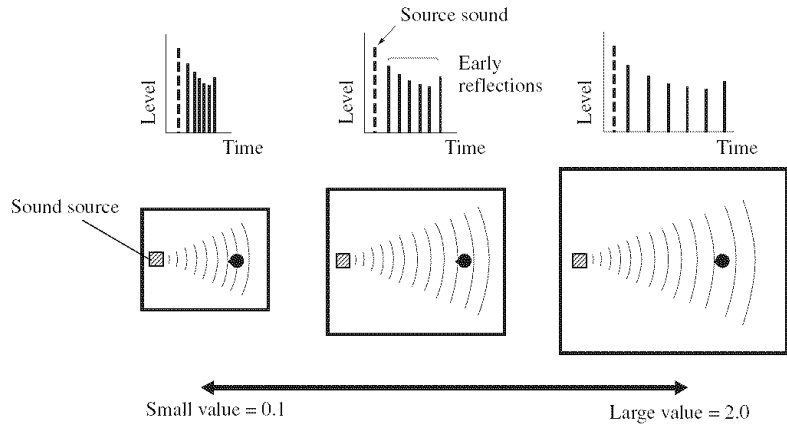 Source sound
Level
Time
Level
Early
reflections
Time
Level
Time
Sound source
Small value = 0.1
Large value = 2.0